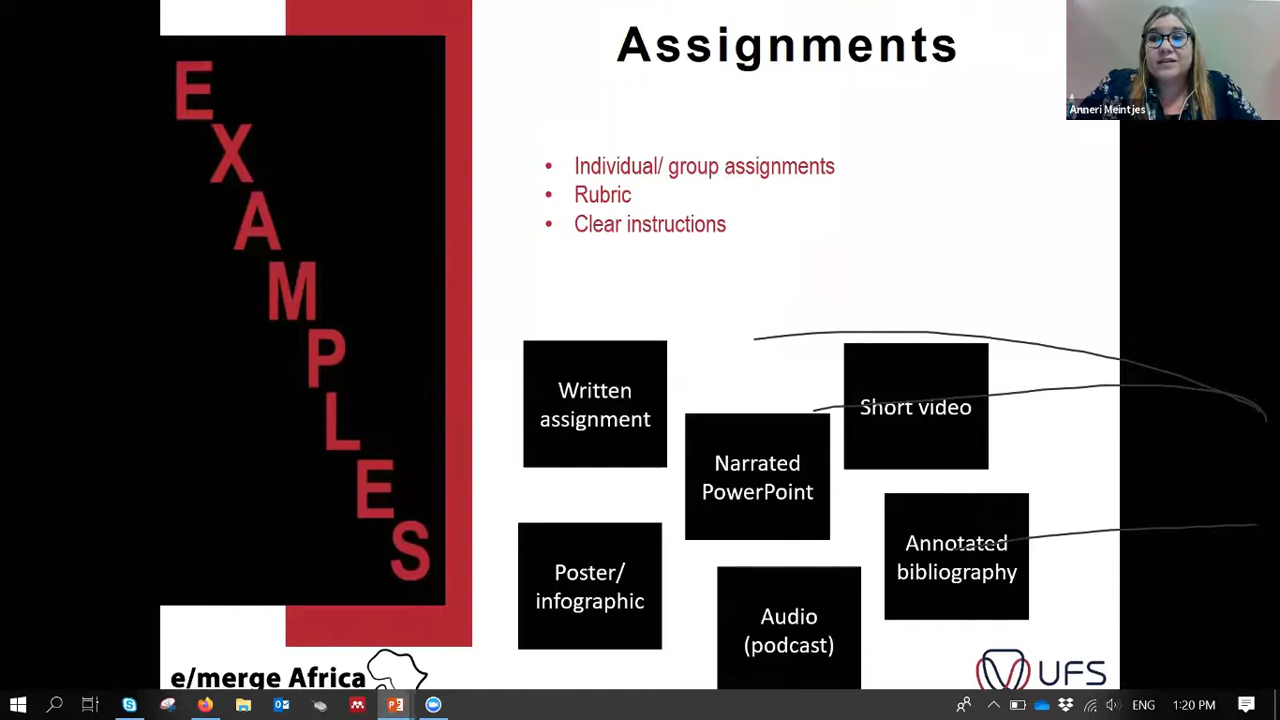 Assignments
EXAMPLES
Anneri Meintjes
• Individual/ group assignments
• Rubric
• Clear instructions
Written
assignment
Narrated
PowerPoint
Short video
Poster/
infographic
Audio
(podcast)
Annotated
bibliography
e/merge Africa
UFS
ENG
1:20 PM